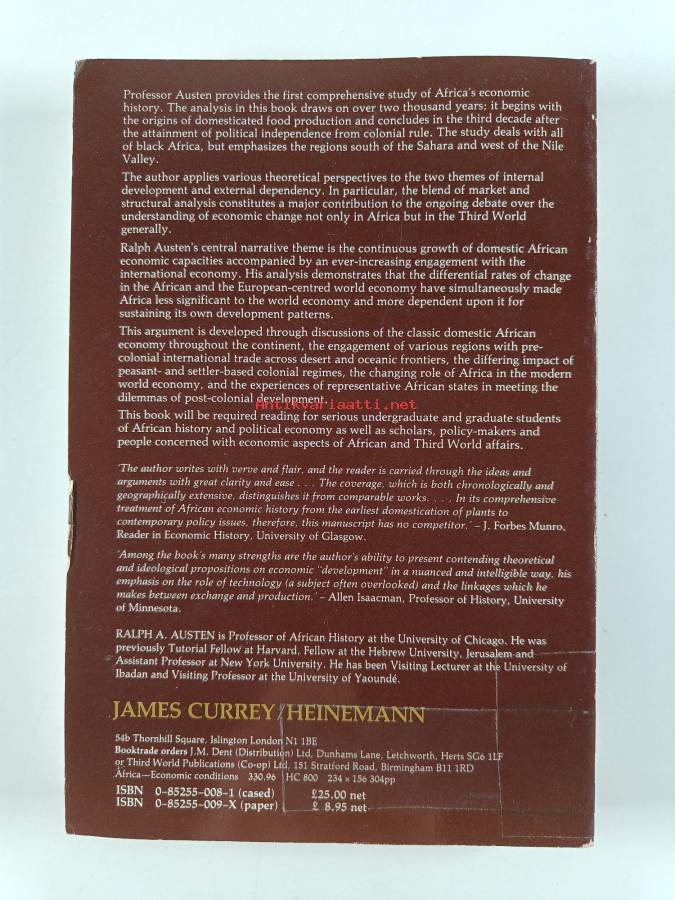 Professor Austen provides the first comprehensive study of Africa's economic
history. The analysis in this book draws on over two thousand years; it begins with
the origins of domesticated food production and concludes in the third decade after
the attainment of political independence from colonial rule. The study deals with all
of black Africa, but emphasizes the regions south of the Sahara and west of the Nile
Valley.
The author applies various theoretical perspectives to the two themes of internal
development and external dependency. In particular, the blend of market and
structural analysis constitutes a major contribution to the ongoing debate over the
understanding of economic change not only in Africa but in the Third World
generally.
Ralph Austen's central narrative theme is the continuous growth of domestic African
economic capacities accompanied by an ever-increasing engagement with the
international economy. His analysis demonstrates that the differential rates of change
in the African and the European-centred world economy have simultaneously made
Africa less significant to the world economy and more dependent upon it for
sustaining its own development patterns.
This argument is developed through discussions of the classic domestic African
economy throughout the continent, the engagement of various regions with pre-
colonial international trade across desert and oceanic frontiers, the differing impact of
peasant- and settler-based colonial regimes, the changing role of Africa in the modern
world economy, and the experiences of representative African states in meeting the
dilemmas of post-colonial development.
Antikvariaatti.net
This book will be required reading for serious undergraduate and graduate students
of African history and political economy as well as scholars, policy-makers and
people concerned with economic aspects of African and Third World affairs.
'The author writes with verve and flair, and the reader is carried through the ideas and
arguments with great clarity and ease . . . The coverage, which is both chronologically and
geographically extensive, distinguishes it from comparable works. . . . In its comprehensive
treatment of African economic history from the earliest domestication of plants to
contemporary policy issues, therefore, this manuscript has no competitor.' – J. Forbes Munro,
Reader in Economic History, University of Glasgow.
'Among the book's many strengths are the author's ability to present contending theoretical
and ideological propositions on economic "development" in a nuanced and intelligible way, his
emphasis on the role of technology (a subject often overlooked) and the linkages which he
makes between exchange and production.' – Allen Isaacman, Professor of History, University
of Minnesota.
RALPH A. AUSTEN is Professor of African History at the University of Chicago. He was
previously Tutorial Fellow at Harvard, Fellow at the Hebrew University, Jerusalem and
Assistant Professor at New York University. He has been Visiting Lecturer at the University of
Ibadan and Visiting Professor at the University of Yaoundé.
JAMES CURREY/HEINEMANN
54b Thornhill Square, Islington London N1 1BE
Booktrade orders J.M. Dent (Distribution) Ltd, Dunhams Lane, Letchworth, Herts SG6 1LF
or Third World Publications (Co-op) Ltd, 151 Stratford Road, Birmingham B11 1RD
Africa—Economic conditions 330.96 HC 800 234 × 156 304pp
ISBN 0-85255-008-1 (cased) £25.00 net
ISBN 0-85255-009-X (paper) £ 8.95 net